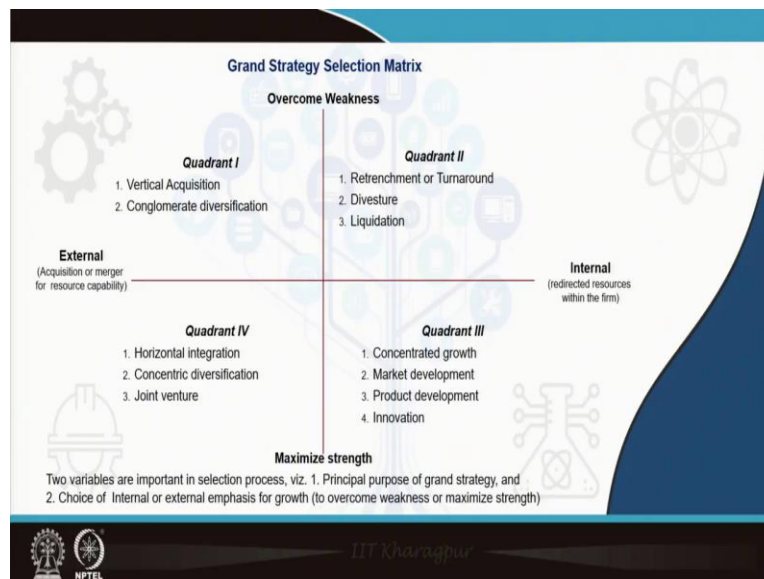 Grand Strategy Selection Matrix
Overcome Weakness
Quadrant I
1. Vertical Acquisition
2. Conglomerate diversification
Quadrant II
1. Retrenchment or Turnaround
2. Divesture
3. Liquidation
External
(Acquisition or merger
for resource capability)
Internal
(redirected resources
within the firm)
Quadrant IV
1. Horizontal integration
2. Concentric diversification
3. Joint venture
Quadrant III
1. Concentrated growth
2. Market development
3. Product development
4. Innovation
Maximize strength
Two variables are important in selection process, viz. 1. Principal purpose of grand strategy, and
2. Choice of Internal or external emphasis for growth (to overcome weakness or maximize strength)
IIT Kharagpur
NPTEL